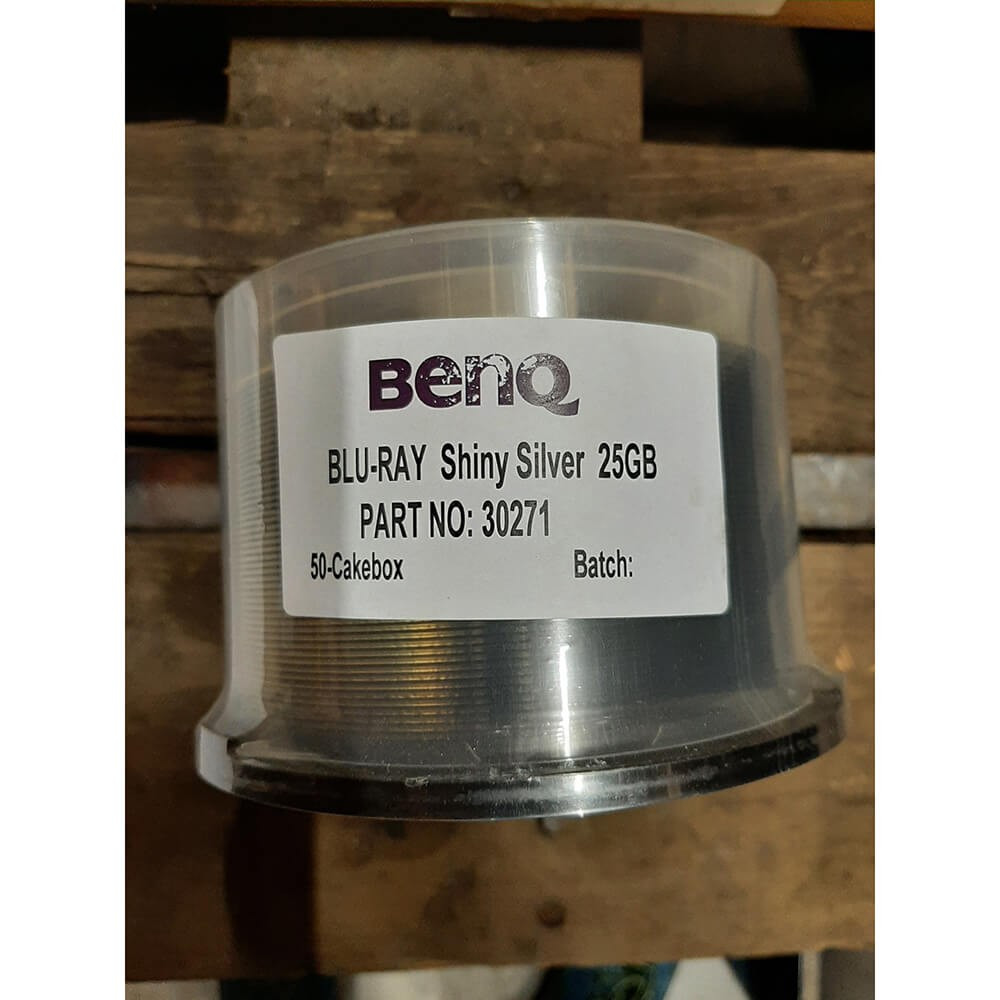 BenQ
BLU-RAY Shiny Silver 25GB
PART NO: 30271
50-Cakebox Batch: